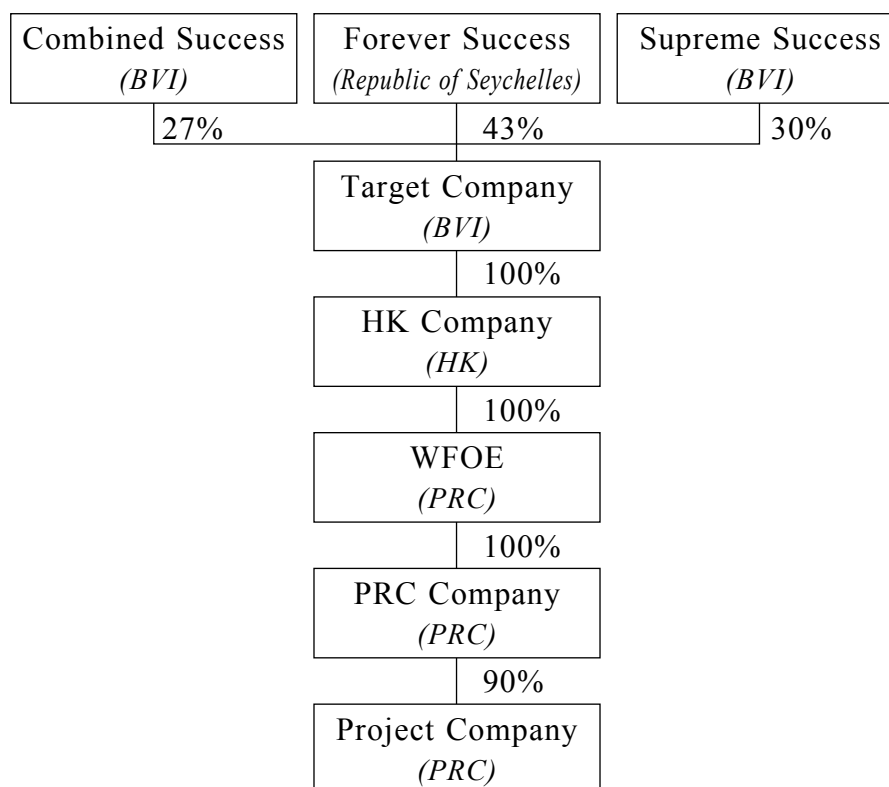 Combined Success
(BVI)
Forever Success
(Republic of Seychelles)
Supreme Success
(BVI)
27%
43%
30%
Target Company
(BVI)
100%
HK Company
(HK)
100%
WFOE
(PRC)
100%
PRC Company
(PRC)
90%
Project Company
(PRC)